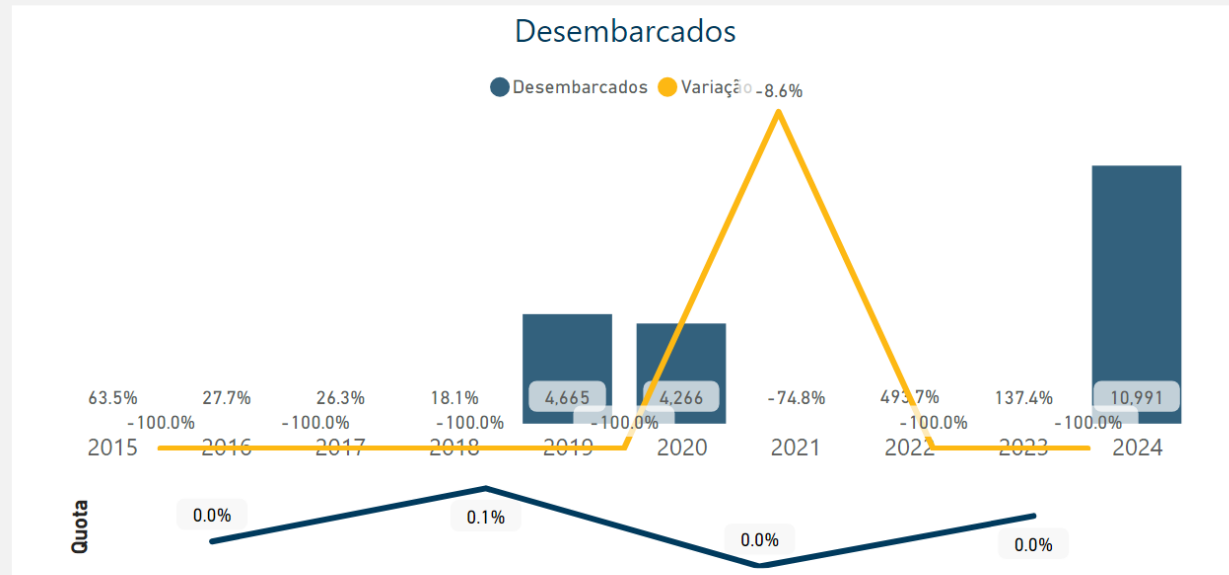 Desembarcados
Desembarcados Variação
-8.6%
63.5% 27.7% 26.3% 18.1% 4,665 4,266 -74.8% 493.7% 137.4% 10,991
-100.0% -100.0% -100.0% -100.0% -100.0% -100.0%
2015 2016 2017 2018 2019 2020 2021 2022 2023 2024
Quota
0.0% 0.1% 0.0% 0.0%